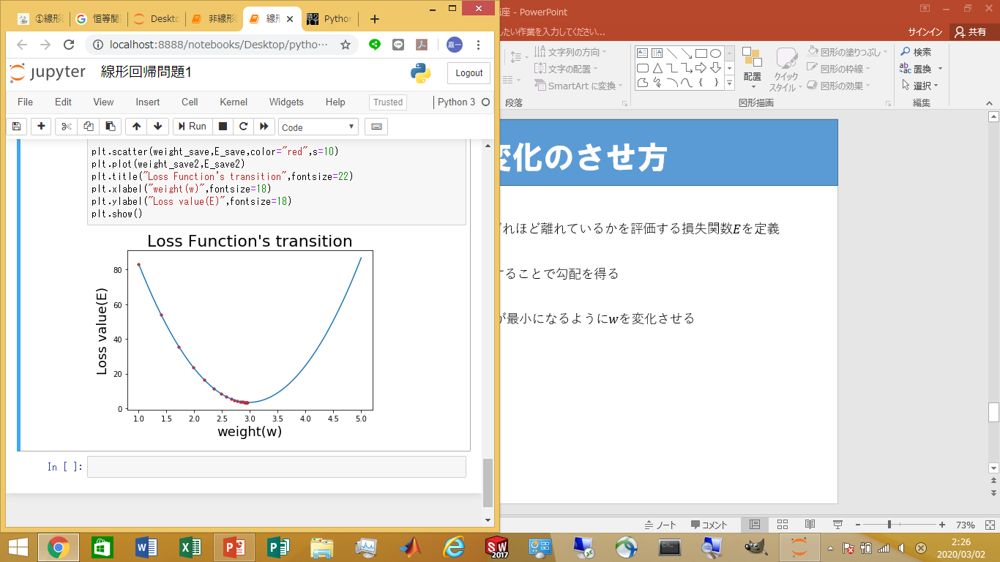 ①線形
恒等関
Deskto
非線形
線形
Python
localhost:8888/notebooks/Desktop/pytho…
嘉一
jupyter
線形回帰問題1
Logout
File
Edit
View
Insert
Cell
Kernel
Widgets
Help
Trusted
Python 3
Run
Code
plt.scatter(weight_save,E_save,color="red",s=10)
plt.plot(weight_save2,E_save2)
plt.title("Loss Function's transition",fontsize=22)
plt.xlabel("weight(w)",fontsize=18)
plt.ylabel("Loss value(E)",fontsize=18)
plt.show()
Loss Function's transition
Loss value(E)
80
60
40
20
0
1.0 1.5 2.0 2.5 3.0 3.5 4.0 4.5 5.0
weight(w)
In [ ]:
講座 - PowerPoint
したい作業を入力してください...
サインイン
共有
文字列の方向
文字の配置
SmartArt に変換
段落
配置
クイック
スタイル
図形の塗りつぶし
図形の枠線
図形の効果
図形描画
検索
置換
選択
編集
変化のさせ方
どれほど離れているかを評価する損失関数Eを定義
することで勾配を得る
が最小になるようにwを変化させる
ノート
コメント
73%
SW
2017
2:26
2020/03/02